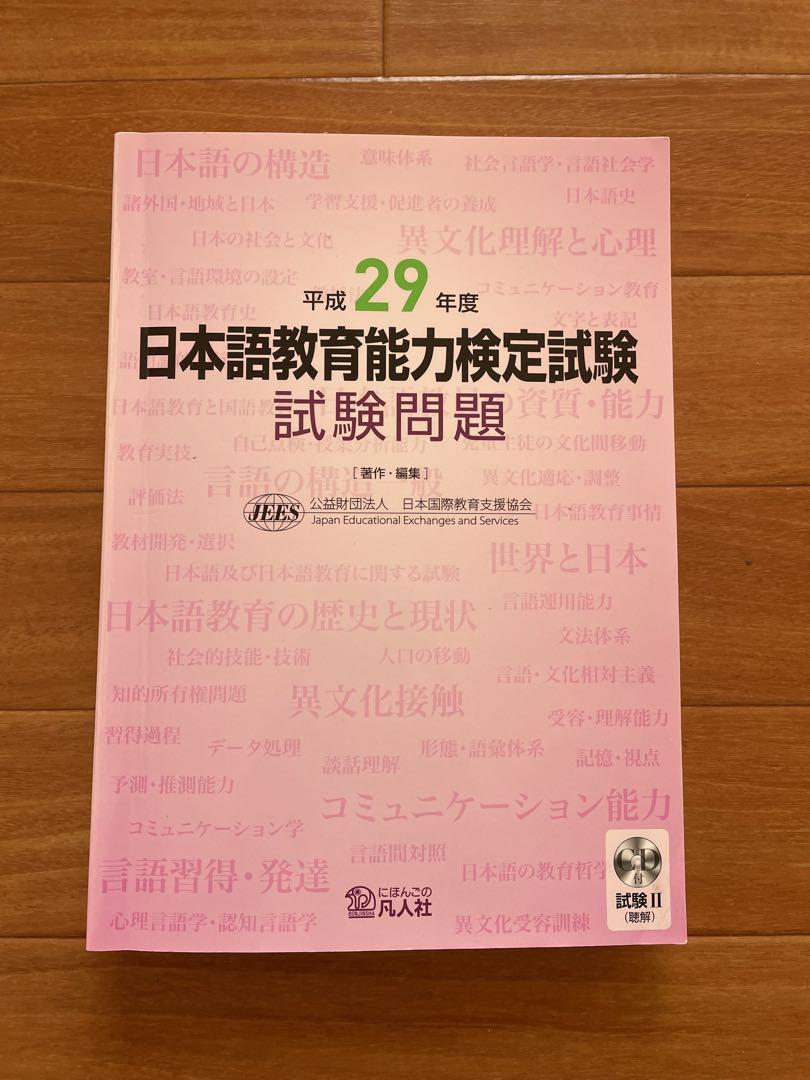 日本語の構造 意味体系 社会言語学・言語社会学
諸外国・地域と日本 学習支援・促進者の養成 日本語史
日本の社会と文化 異文化理解と心理
教室・言語環境の設定 コミュニケーション教育
平成29年度
日本語教育史 文字と表記
日本語教育能力検定試験
日本語教育と国語教 の資質・能力
試験問題
教育実技 自己点検・授業分析能力 児童生徒の文化間移動
[著作・編集]
言語の構造一般 異文化適応・調整
評価法
JEES 公益財団法人 日本国際教育支援協会
Japan Educational Exchanges and Services
日本語教育事情
教材開発・選択 世界と日本
日本語及び日本語教育に関する試験
日本語教育の歴史と現状 言語運用能力
文法体系
社会的技能・技術 人口の移動 言語・文化相対主義
知的所有権問題 異文化接触 受容・理解能力
習得過程 データ処理 形態・語彙体系 記憶・視点
談話理解
予測・推測能力 コミュニケーション能力
コミュニケーション学
言語間対照
言語習得・発達 日本語の教育哲学
CD付
試験II
(聴解)
BONJINSHA にほんごの
凡人社
心理言語学・認知言語学 異文化受容訓練